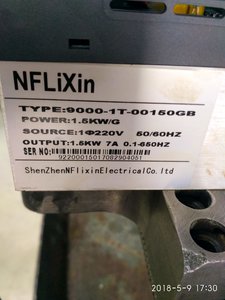 NFLiXin
TYPE:9000-1T-00150GB
POWER:1.5KW/G
SOURCE:1Φ220V 50/60HZ
OUTPUT:1.5KW 7A 0.1-650HZ
SER NO:
92200015017082904051
ShenZhenNFlixinElectricalCo.ltd
2018-5-9 17:30